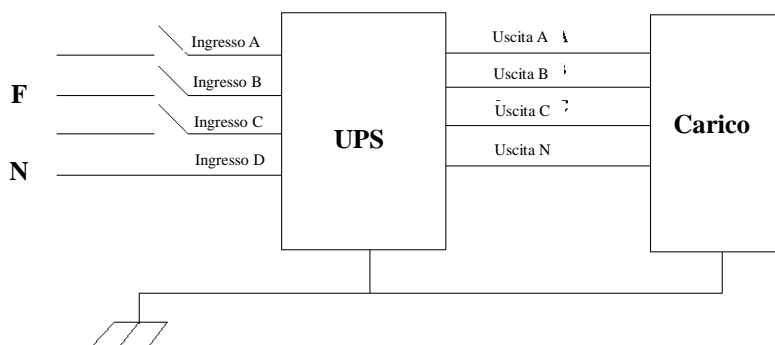 Ingresso A
Uscita A
Ingresso B
Uscita B
F
Ingresso C
Uscita C
UPS
Carico
Ingresso D
Uscita N
N